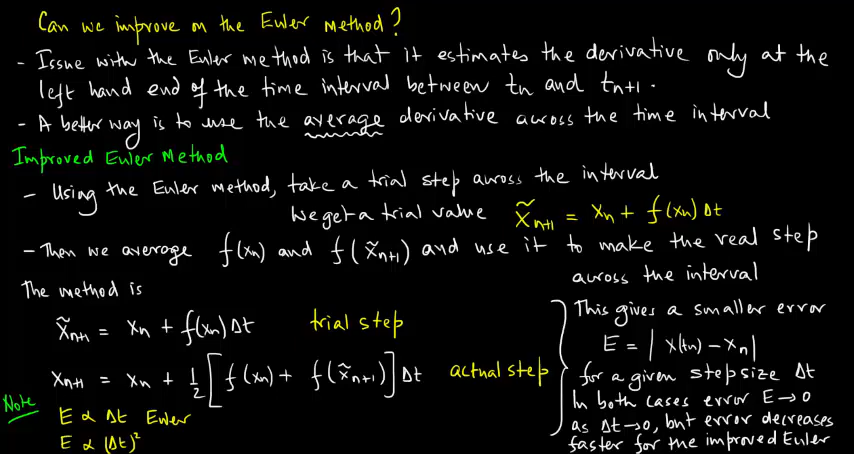 Can we improve on the Euler method?
- Issue with the Euler method is that it estimates the derivative only at the
left hand end of the time interval between tn and tn+1.
- A better way is to use the average derivative across the time interval
Improved Euler Method
- Using the Euler method, take a trial step across the interval
We get a trial value x̃n+1 = xn + f(xn) Δt
- Then we average f(xn) and f(x̃n+1) and use it to make the real step
across the interval
The method is
x̃n+1 = xn + f(xn) Δt trial step
xn+1 = xn + 1/2 [f(xn) + f(x̃n+1)] Δt actual step
This gives a smaller error
E = | x(tn) - xn |
for a given stepsize Δt
In both cases error E → 0
as Δt → 0, but error decreases
faster for the improved Euler
Note
E ∝ Δt Euler
E ∝ (Δt)²